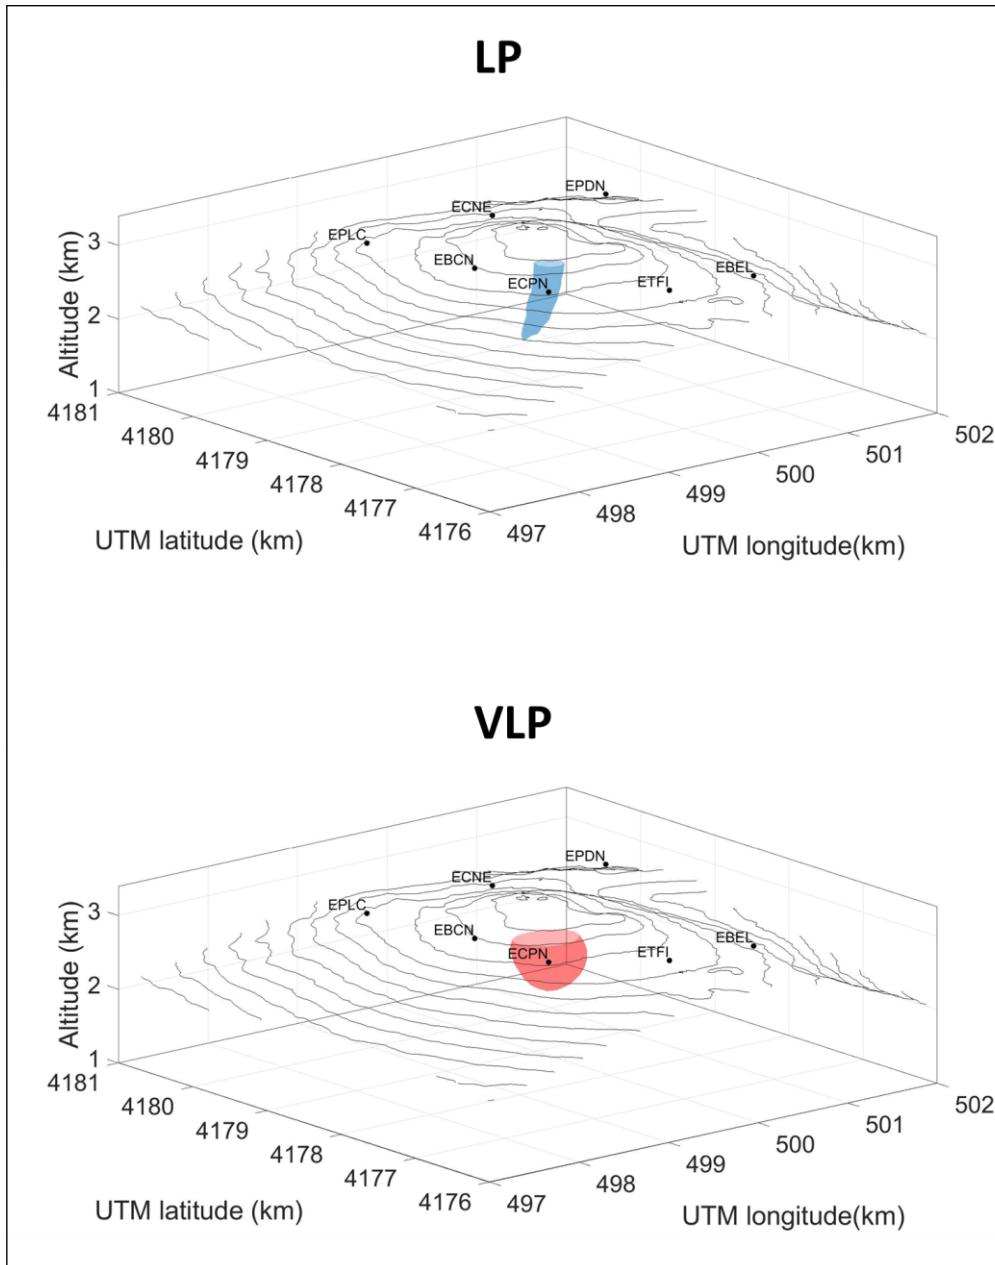 LP
EPDN
ECNE
EPLC
EBCN
ECPN
ETFI
EBEL
Altitude (km)
3
2
1
4181
4180
4179
4178
4177
4176
497
498
499
500
501
502
UTM latitude (km)
UTM longitude(km)
VLP
EPDN
ECNE
EPLC
EBCN
ECPN
ETFI
EBEL
Altitude (km)
3
2
1
4181
4180
4179
4178
4177
4176
497
498
499
500
501
502
UTM latitude (km)
UTM longitude(km)